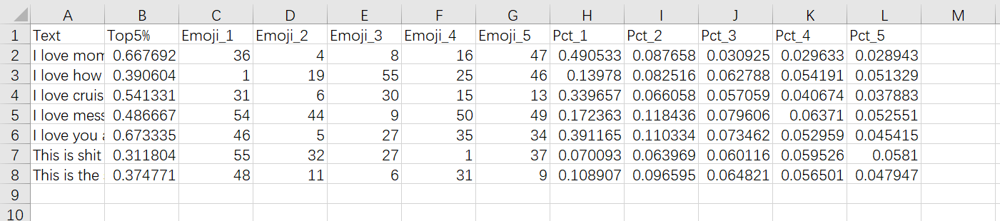 A B C D E F G H I J K L M
1 Text Top5% Emoji_1 Emoji_2 Emoji_3 Emoji_4 Emoji_5 Pct_1 Pct_2 Pct_3 Pct_4 Pct_5
2 I love mom 0.667692 36 4 8 16 47 0.490533 0.087658 0.030925 0.029633 0.028943
3 I love how 0.390604 1 19 55 25 46 0.13978 0.082516 0.062788 0.054191 0.051329
4 I love cruis 0.541331 31 6 30 15 13 0.339657 0.066058 0.057059 0.040674 0.037883
5 I love mess 0.486667 54 44 9 50 49 0.172363 0.118436 0.079606 0.06371 0.052551
6 I love you a 0.673335 46 5 27 35 34 0.391165 0.110334 0.073462 0.052959 0.045415
7 This is shit 0.311804 55 32 27 1 37 0.070093 0.063969 0.060116 0.059526 0.0581
8 This is the 0.374771 48 11 6 31 9 0.108907 0.096595 0.064821 0.056501 0.047947
9
10